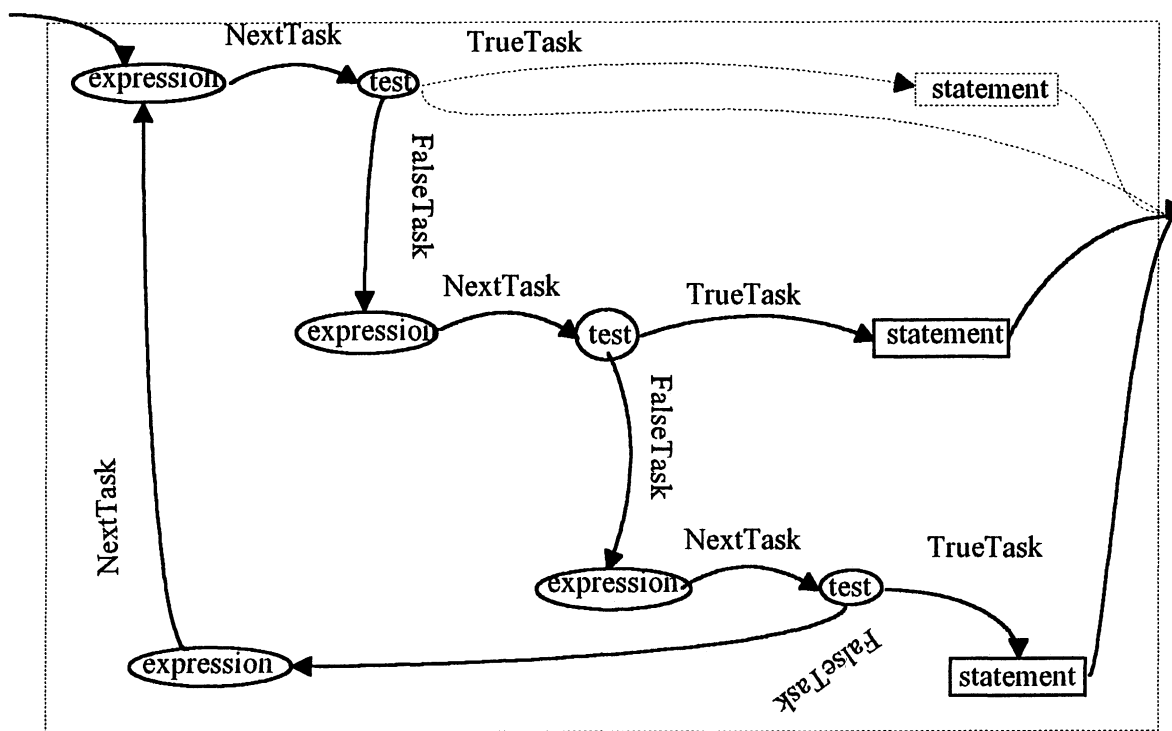 NextTask
TrueTask
expression
test
statement
FalseTask
NextTask
TrueTask
expression
test
statement
FalseTask
NextTask
NextTask
TrueTask
expression
test
FalseTask
expression
statement